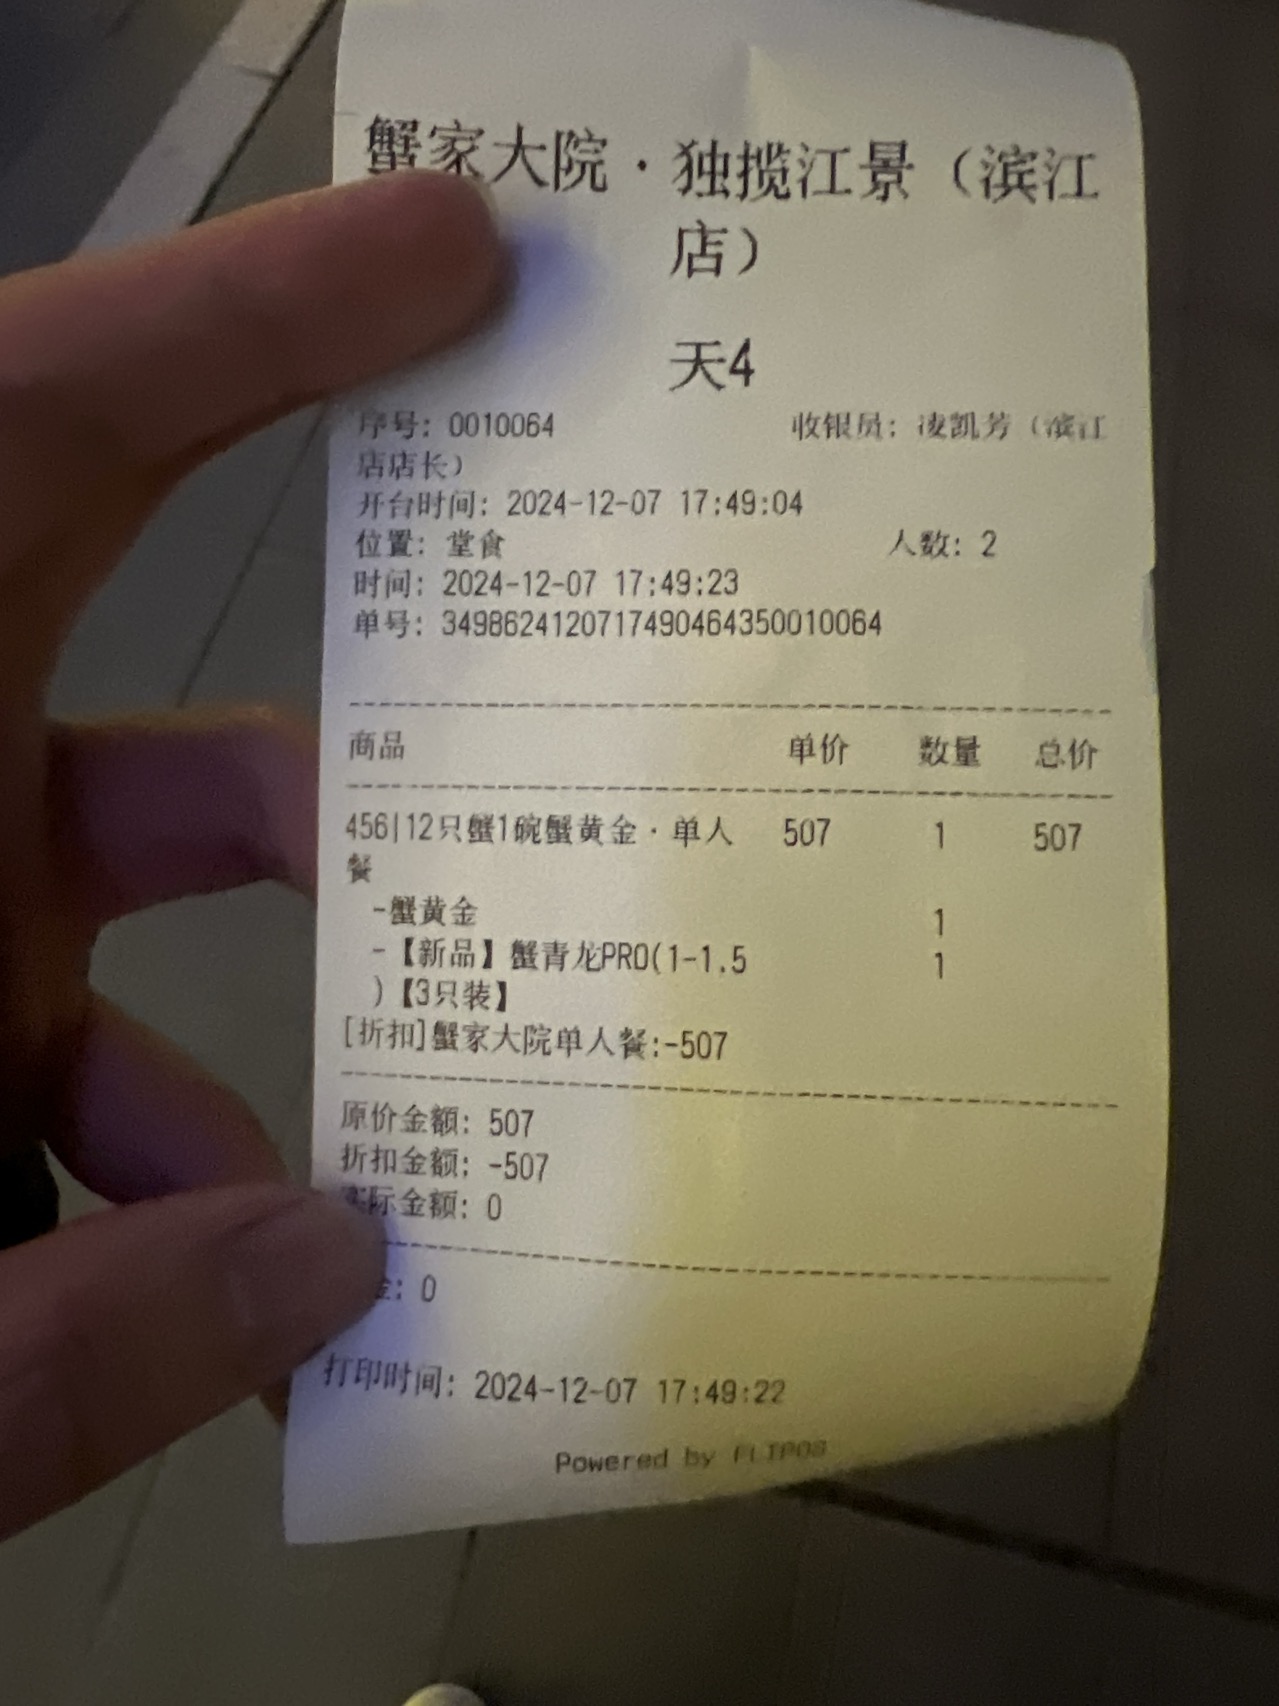 蟹家大院·独揽江景（滨江
店）
天4
序号: 0010064 收银员: 凌凯芳（滨江
店店长）
开台时间: 2024-12-07 17:49:04
位置: 堂食 人数: 2
时间: 2024-12-07 17:49:23
单号: 3498624120717490464350010064
商品 单价 数量 总价
456|12只蟹1碗蟹黄金·单人 507 1 507
餐
-蟹黄金 1
-【新品】蟹青龙PRO(1-1.5 1
)【3只装】
[折扣]蟹家大院单人餐:-507
原价金额: 507
折扣金额: -507
实际金额: 0
金: 0
打印时间: 2024-12-07 17:49:22
Powered by